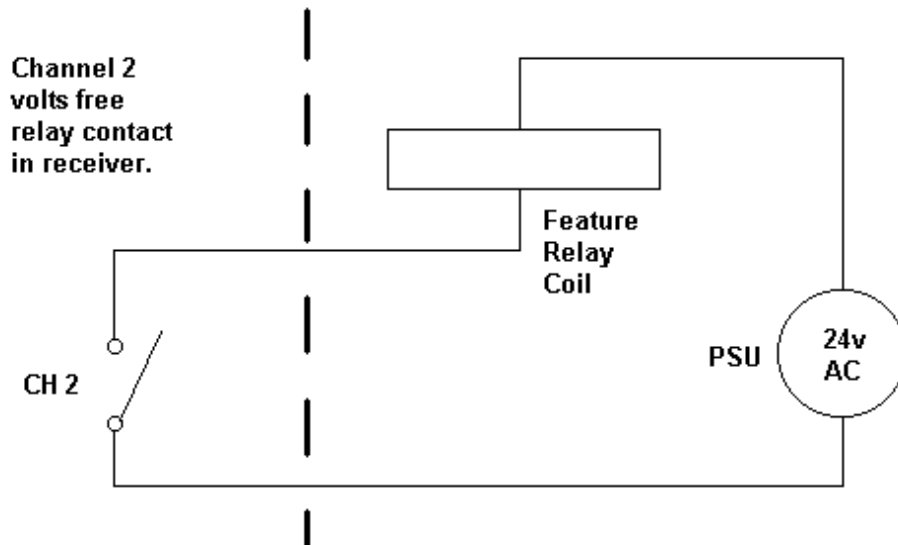 Channel 2
volts free
relay contact
in receiver.
Feature
Relay
Coil
PSU
24v
AC
CH 2